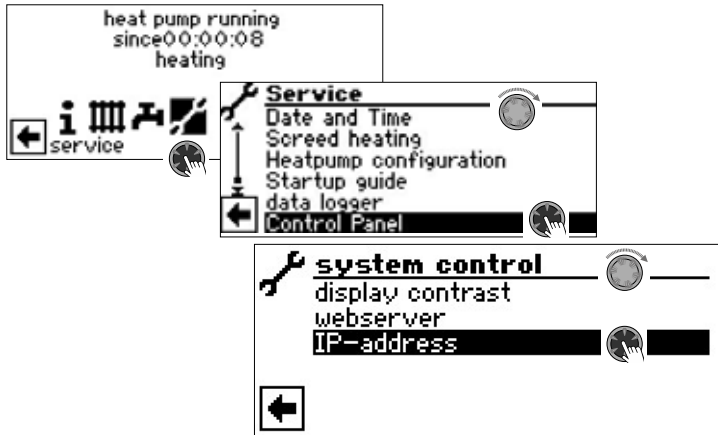 heat pump running
since00:00:08
heating
service
Service
Date and Time
Screed heating
Heatpump configuration
Startup guide
data logger
Control Panel
system control
display contrast
webserver
IP-address